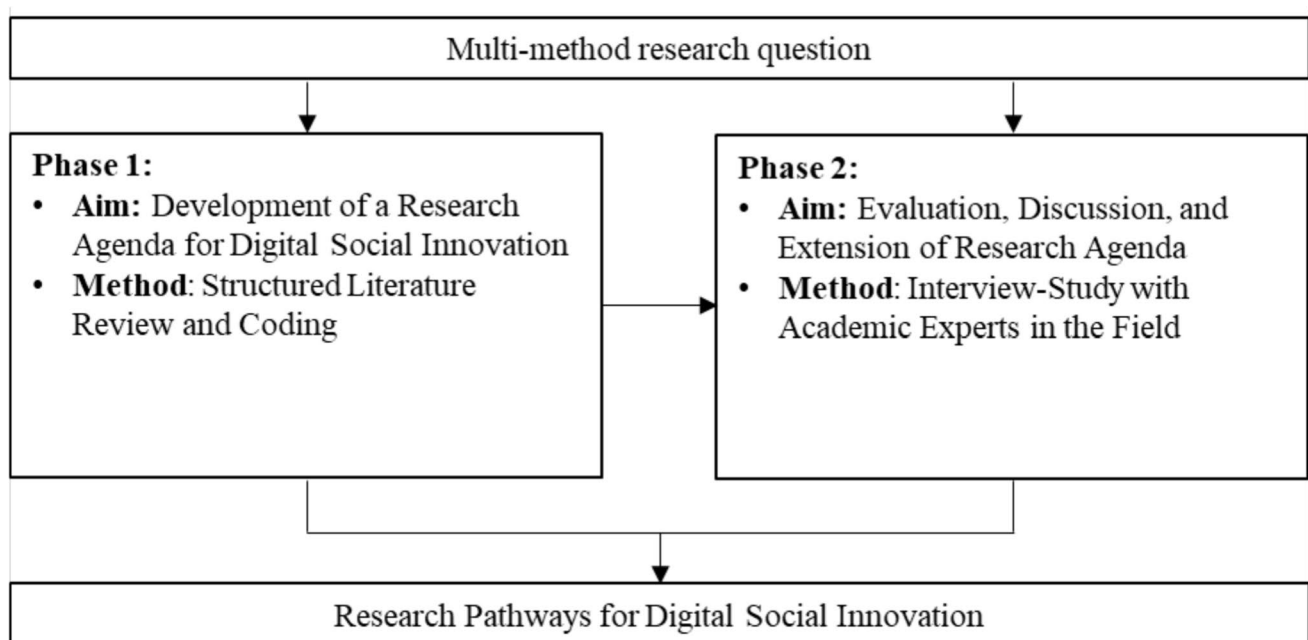 Multi-method research question
Phase 1:
• Aim: Development of a Research
Agenda for Digital Social Innovation
• Method: Structured Literature
Review and Coding
Phase 2:
• Aim: Evaluation, Discussion, and
Extension of Research Agenda
• Method: Interview-Study with
Academic Experts in the Field
Research Pathways for Digital Social Innovation